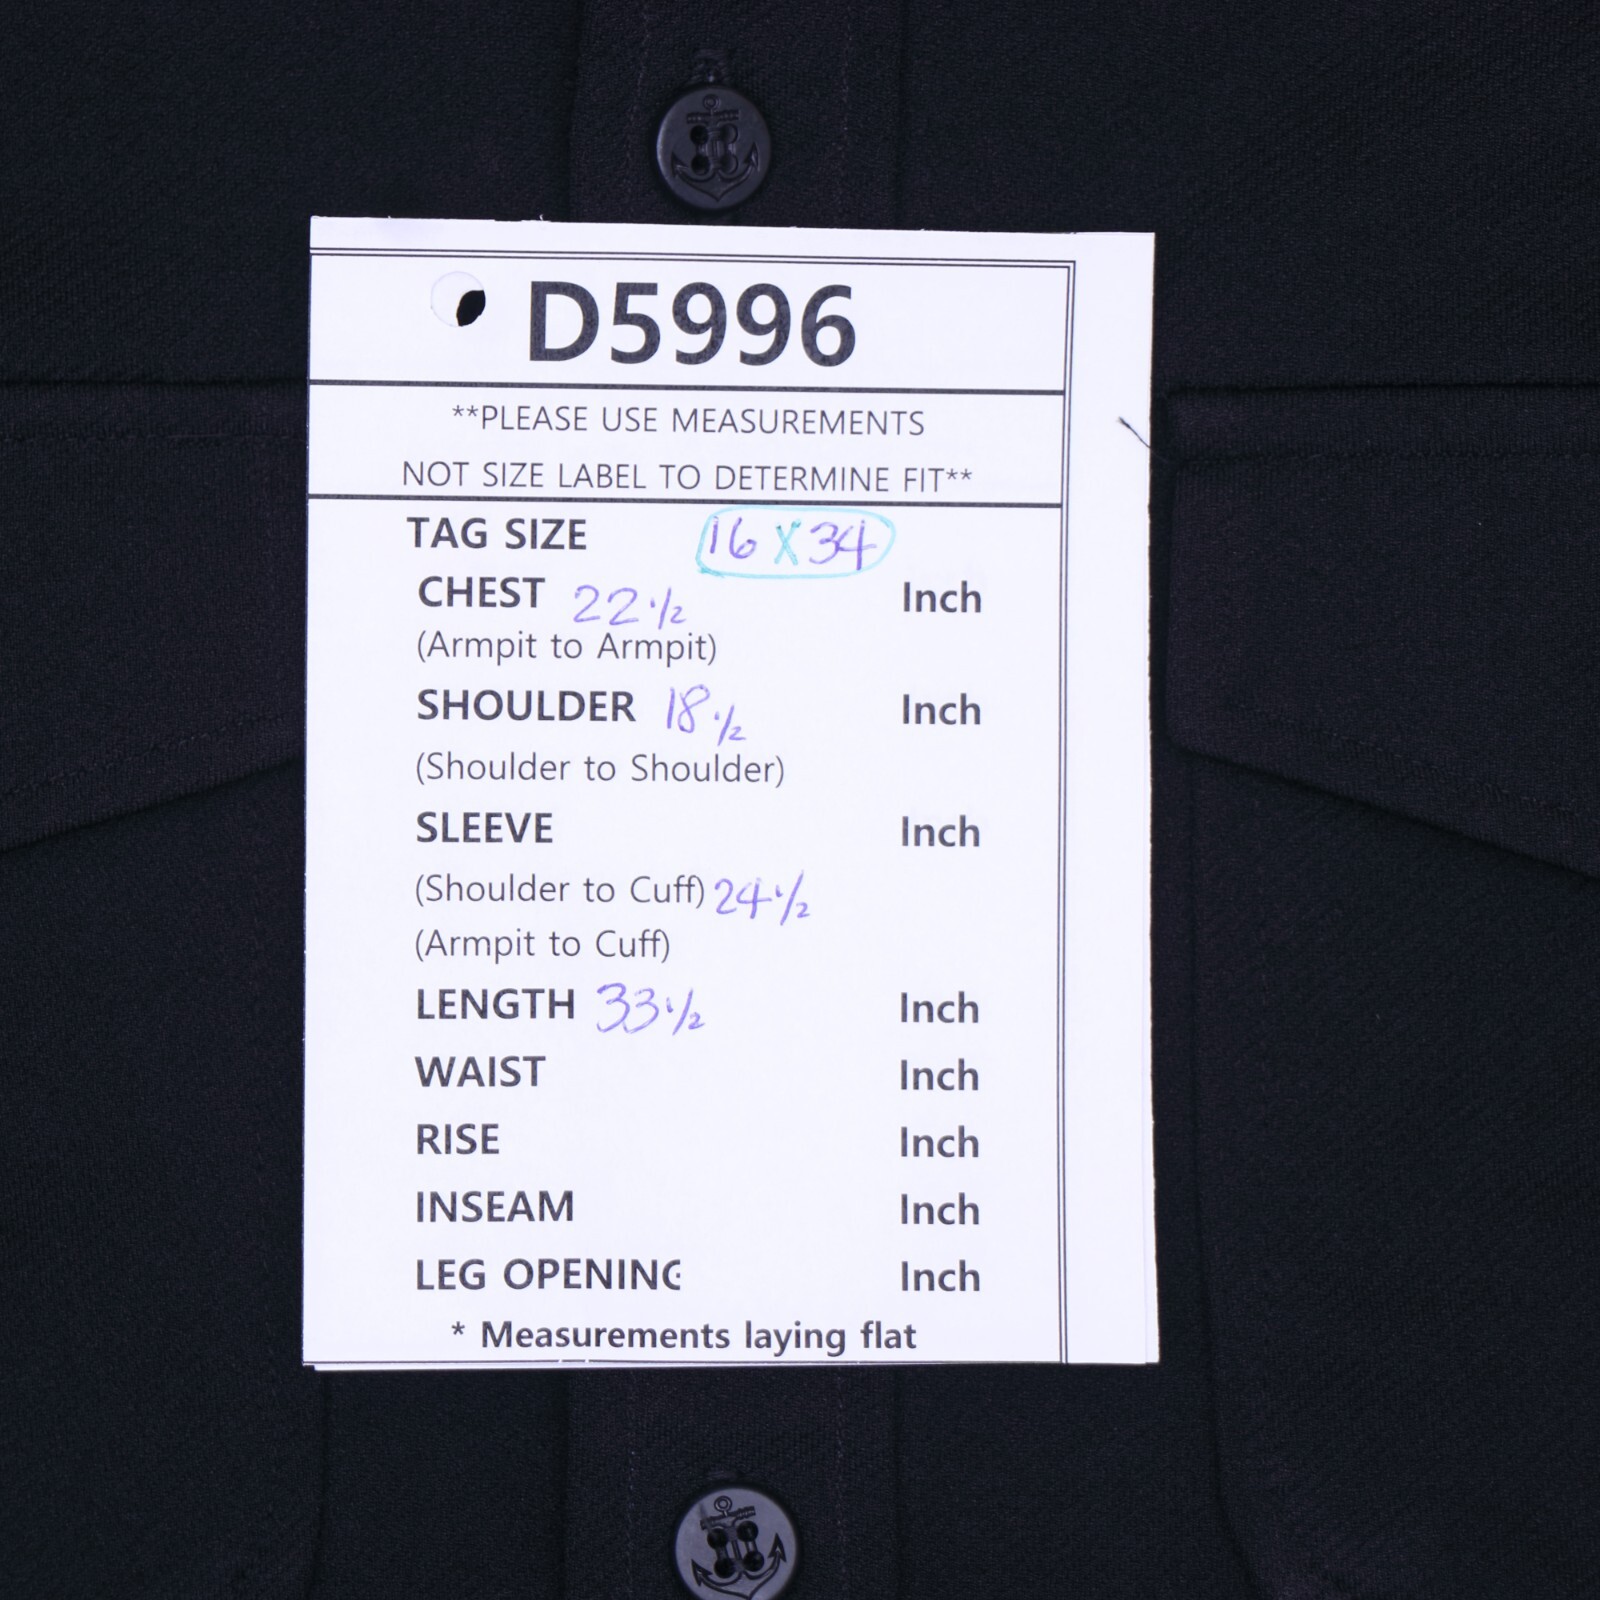 D5996
**PLEASE USE MEASUREMENTS
NOT SIZE LABEL TO DETERMINE FIT**
TAG SIZE 16 X 34
CHEST 22 1/2 Inch
(Armpit to Armpit)
SHOULDER 18 1/2 Inch
(Shoulder to Shoulder)
SLEEVE Inch
(Shoulder to Cuff) 24 1/2
(Armpit to Cuff)
LENGTH 33 1/2 Inch
WAIST Inch
RISE Inch
INSEAM Inch
LEG OPENING Inch
* Measurements laying flat